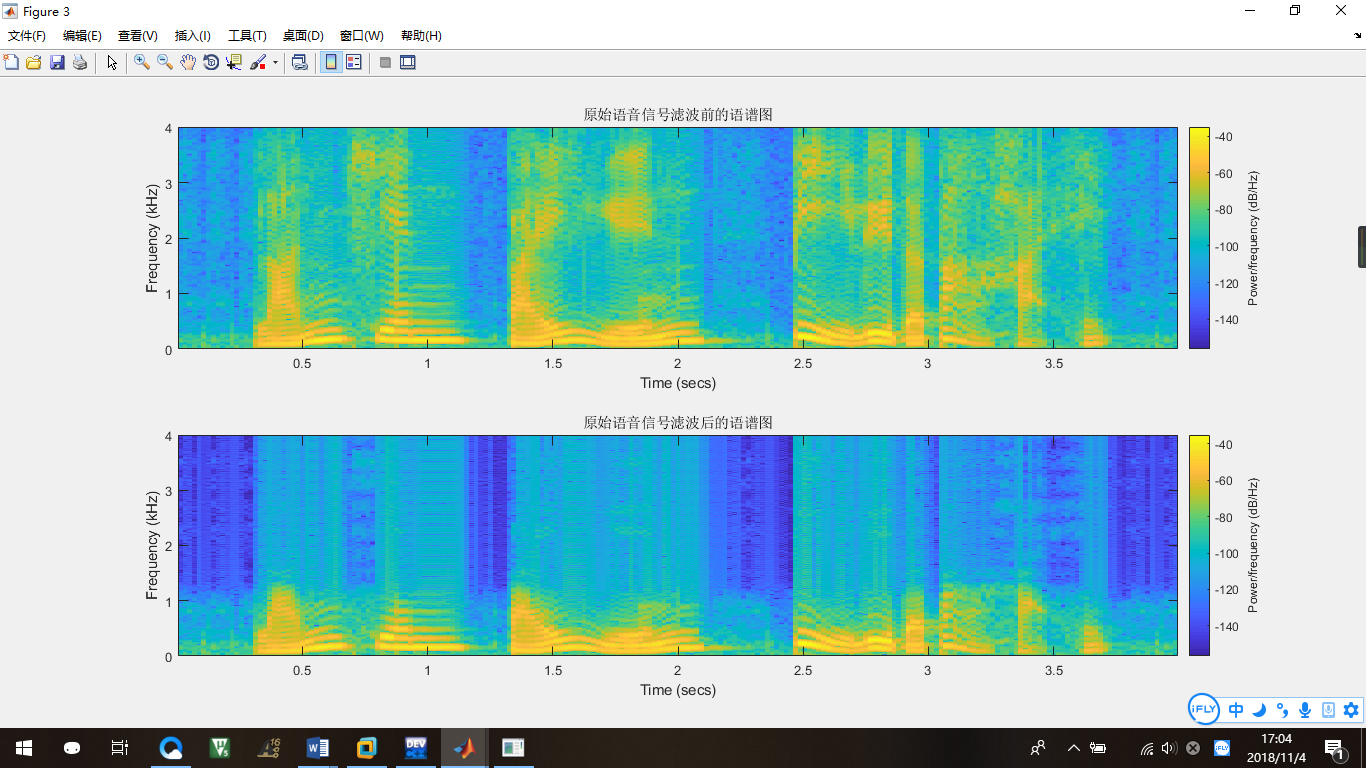 Figure 3
文件(F) 编辑(E) 查看(V) 插入(I) 工具(T) 桌面(D) 窗口(W) 帮助(H)
原始语音信号滤波前的语谱图
4
3
2
1
0
Frequency (kHz)
0.5 1 1.5 2 2.5 3 3.5
Time (secs)
-40
-60
-80
-100
-120
-140
Power/frequency (dB/Hz)
原始语音信号滤波后的语谱图
4
3
2
1
0
Frequency (kHz)
0.5 1 1.5 2 2.5 3 3.5
Time (secs)
-40
-60
-80
-100
-120
-140
Power/frequency (dB/Hz)
iFLY 中
V5 16 W DEV iFLY 17:04
2018/11/4 1